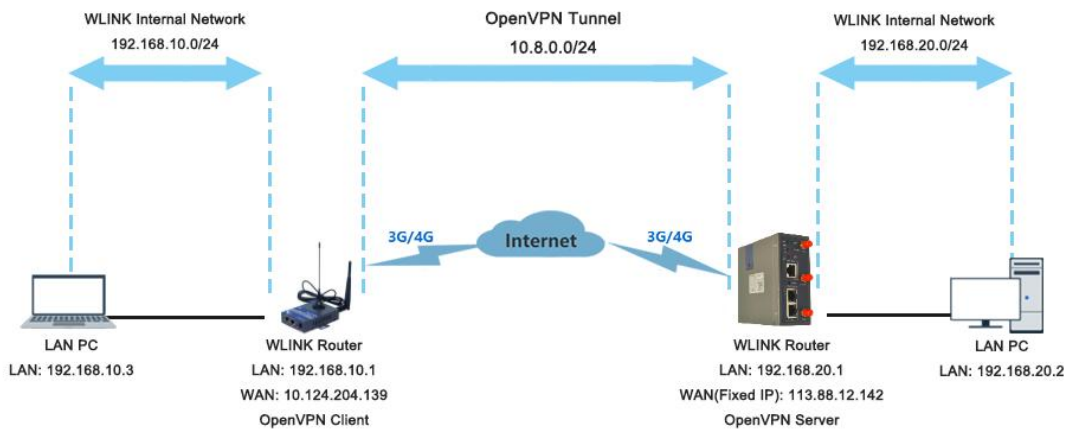 WLINK Internal Network
192.168.10.0/24
OpenVPN Tunnel
10.8.0.0/24
WLINK Internal Network
192.168.20.0/24
3G/4G
Internet
3G/4G
LAN PC
LAN: 192.168.10.3
WLINK Router
LAN: 192.168.10.1
WAN: 10.124.204.139
OpenVPN Client
WLINK Router
LAN: 192.168.20.1
WAN(Fixed IP): 113.88.12.142
OpenVPN Server
LAN PC
LAN: 192.168.20.2